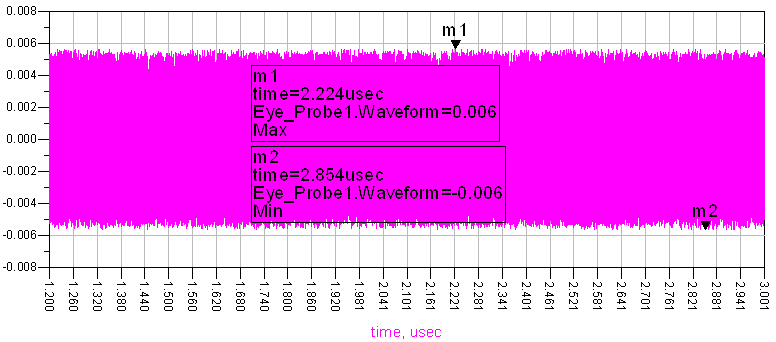 0.008
m1
0.006
0.004
m1
time=2.224usec
Eye_Probe1.Waveform=0.006
Max
0.002
0.000
m2
time=2.854usec
Eye_Probe1.Waveform=-0.006
Min
-0.002
-0.004
m2
-0.006
-0.008
1.200 1.260 1.320 1.380 1.440 1.500 1.560 1.620 1.680 1.740 1.800 1.860 1.920 1.981 2.041 2.101 2.161 2.221 2.281 2.341 2.401 2.461 2.521 2.581 2.641 2.701 2.761 2.821 2.881 2.941 3.001
time, usec